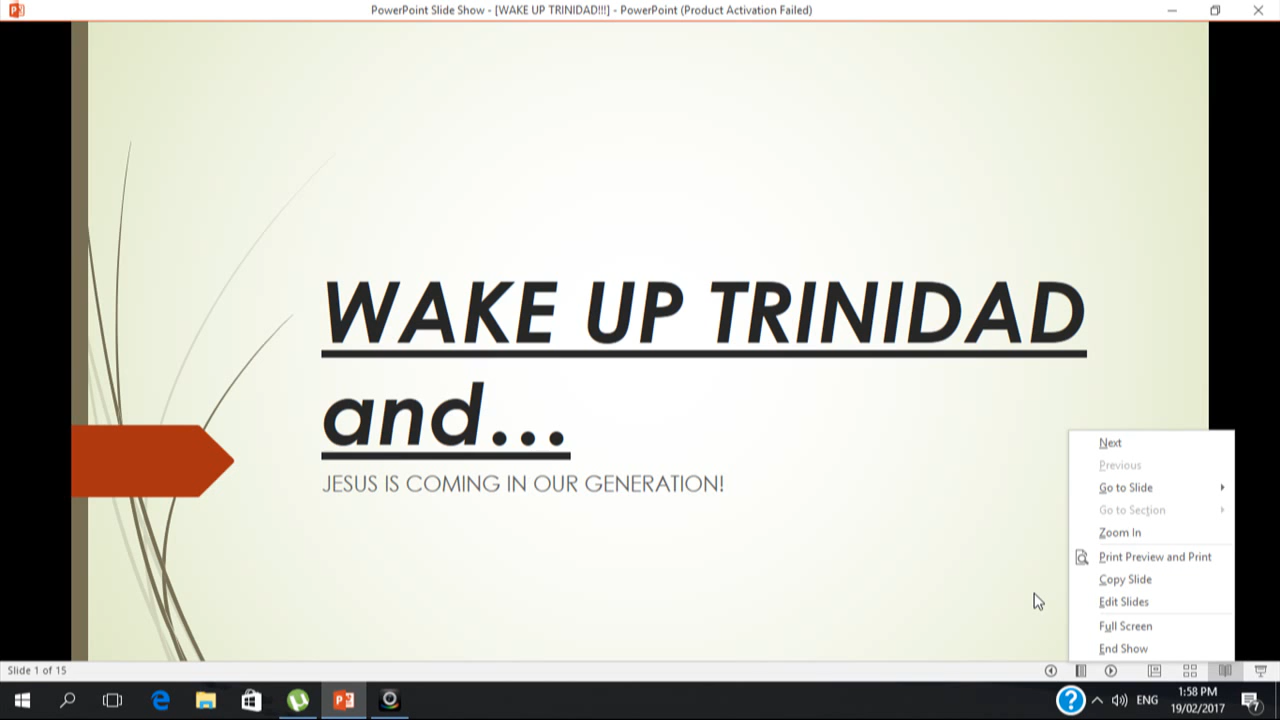 PowerPoint Slide Show - [WAKE UP TRINIDAD!!!] - PowerPoint (Product Activation Failed)
WAKE UP TRINIDAD
and...
JESUS IS COMING IN OUR GENERATION!
Next
Previous
Go to Slide
Go to Section
Zoom In
Print Preview and Print
Copy Slide
Edit Slides
Full Screen
End Show
Slide 1 of 15
ENG
1:58 PM
19/02/2017
7